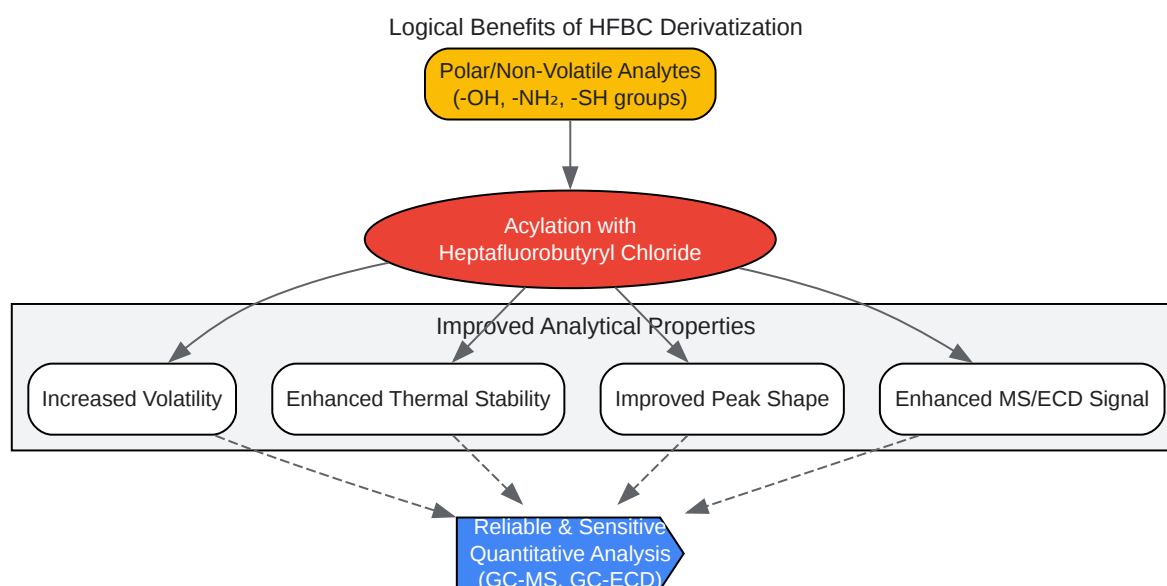 Logical Benefits of HFBC Derivatization
Polar/Non-Volatile Analytes
(-OH, -NH₂, -SH groups)
Acylation with
Heptafluorobutyryl Chloride
Improved Analytical Properties
Increased Volatility
Enhanced Thermal Stability
Improved Peak Shape
Enhanced MS/ECD Signal
Reliable & Sensitive
Quantitative Analysis
(GC-MS, GC-ECD)